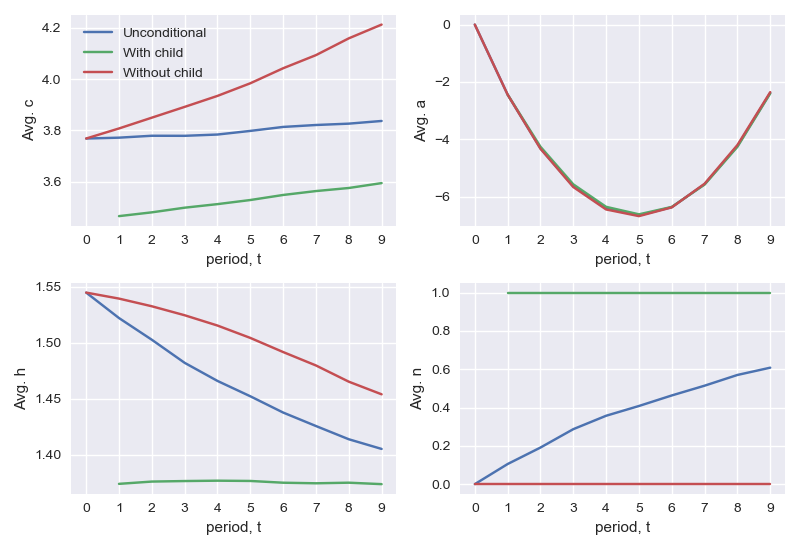 4.2
4.0
3.8
3.6
Avg. c
Unconditional
With child
Without child
0 1 2 3 4 5 6 7 8 9
period, t
0
−2
−4
−6
Avg. a
0 1 2 3 4 5 6 7 8 9
period, t
1.55
1.50
1.45
1.40
Avg. h
0 1 2 3 4 5 6 7 8 9
period, t
1.0
0.8
0.6
0.4
0.2
0.0
Avg. n
0 1 2 3 4 5 6 7 8 9
period, t